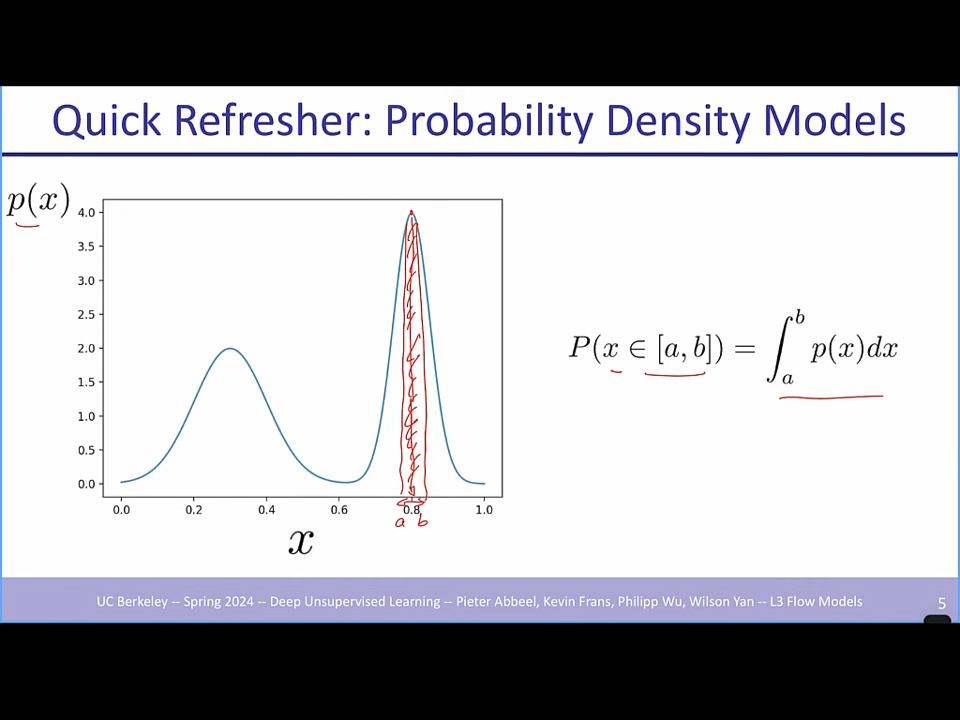 Quick Refresher: Probability Density Models
p(x)
4.0
3.5
3.0
2.5
2.0
1.5
1.0
0.5
0.0
0.0 0.2 0.4 0.6 0.8 1.0
a b
x
P(x ∈ [a, b]) = ∫_a^b p(x)dx
UC Berkeley -- Spring 2024 -- Deep Unsupervised Learning -- Pieter Abbeel, Kevin Frans, Philipp Wu, Wilson Yan -- L3 Flow Models
5